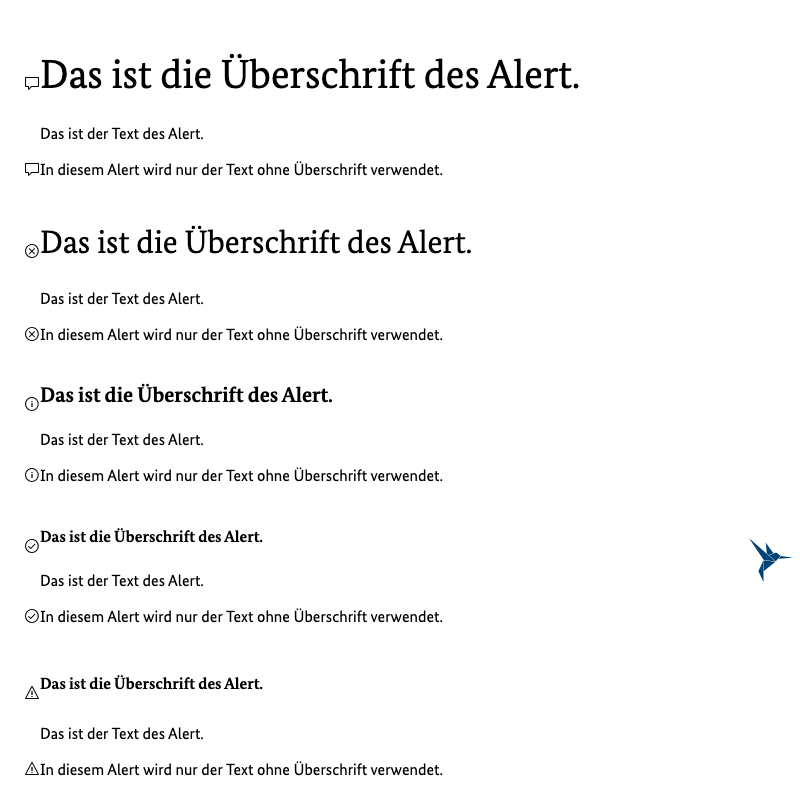 Das ist die Überschrift des Alert.
Das ist der Text des Alert.
In diesem Alert wird nur der Text ohne Überschrift verwendet.
Das ist die Überschrift des Alert.
Das ist der Text des Alert.
In diesem Alert wird nur der Text ohne Überschrift verwendet.
Das ist die Überschrift des Alert.
Das ist der Text des Alert.
In diesem Alert wird nur der Text ohne Überschrift verwendet.
Das ist die Überschrift des Alert.
Das ist der Text des Alert.
In diesem Alert wird nur der Text ohne Überschrift verwendet.
Das ist die Überschrift des Alert.
Das ist der Text des Alert.
In diesem Alert wird nur der Text ohne Überschrift verwendet.